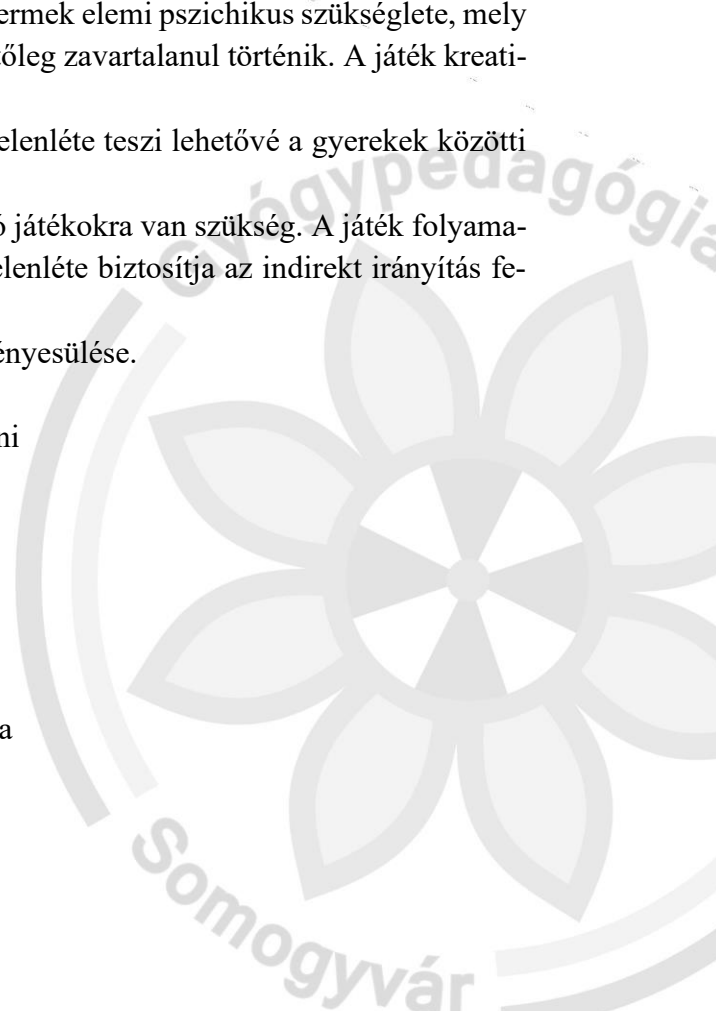 ermek elemi pszichikus szükséglete, mely
tőleg zavartalanul történik. A játék kreati-
elenléte teszi lehetővé a gyerekek közötti
ó játékokra van szükség. A játék folyama-
elenléte biztosítja az indirekt irányítás fe-
ényesülése.
ni
a
Gyógypedagógia
Somogyvár